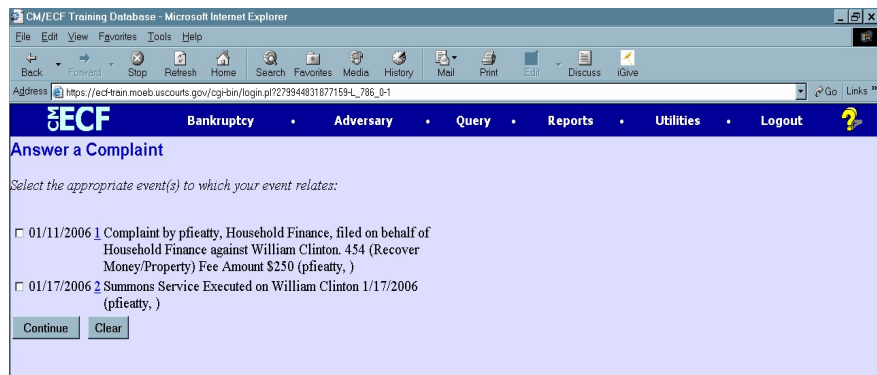 CM/ECF Training Database - Microsoft Internet Explorer
File Edit View Favorites Tools Help
Back Forward Stop Refresh Home Search Favorites Media History Mail Print Edit Discuss iGive
Address https://ecf-train.moeb.uscourts.gov/cgi-bin/login.pl?279944831877159-L_786_0-1 Go Links »
CM ECF Bankruptcy • Adversary • Query • Reports • Utilities • Logout ?
Answer a Complaint
Select the appropriate event(s) to which your event relates:
01/11/2006 1 Complaint by pfieatty, Household Finance, filed on behalf of
Household Finance against William Clinton. 454 (Recover
Money/Property) Fee Amount $250 (pfieatty, )
01/17/2006 2 Summons Service Executed on William Clinton 1/17/2006
(pfieatty, )
Continue Clear